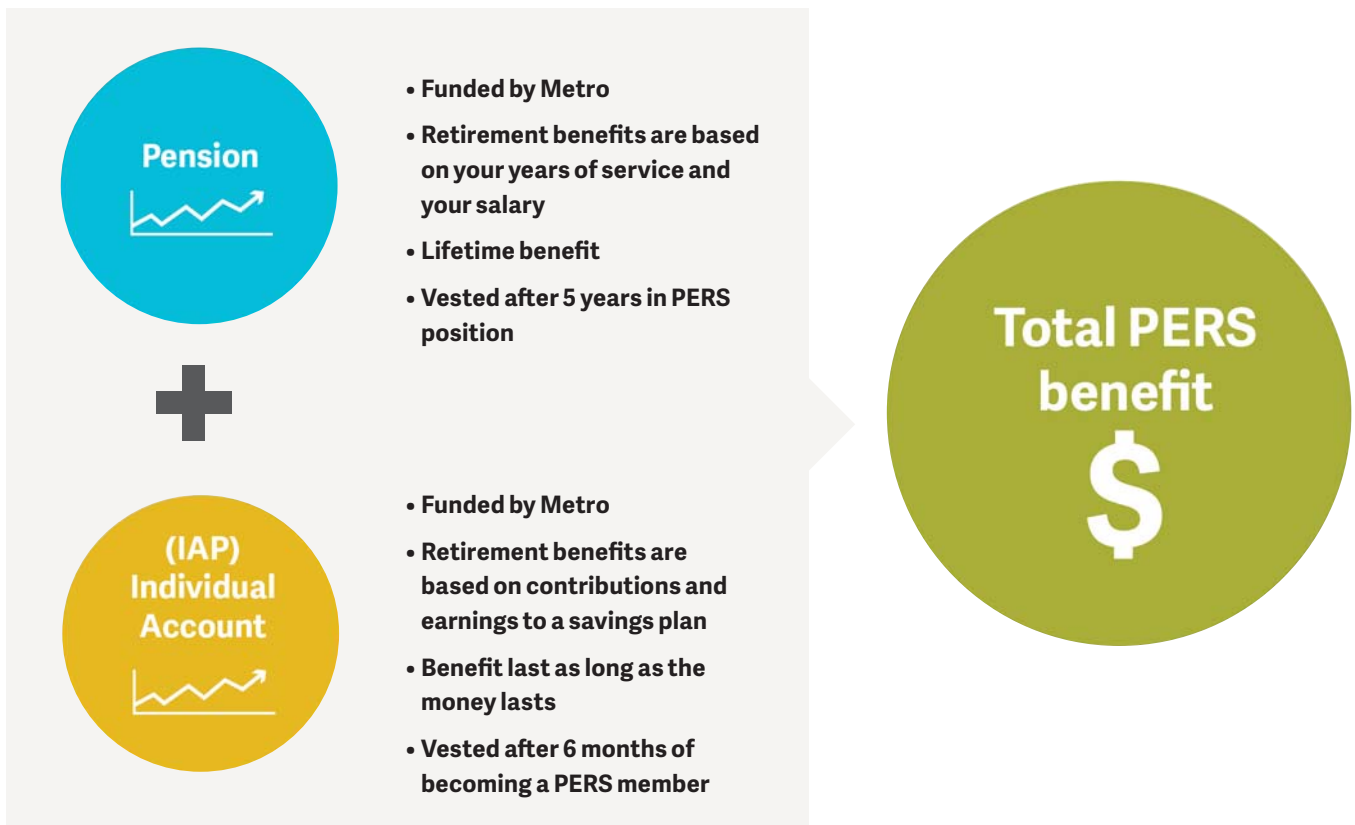 Pension
• Funded by Metro
• Retirement benefits are based
on your years of service and
your salary
• Lifetime benefit
• Vested after 5 years in PERS
position
(IAP)
Individual
Account
• Funded by Metro
• Retirement benefits are
based on contributions and
earnings to a savings plan
• Benefit last as long as the
money lasts
• Vested after 6 months of
becoming a PERS member
Total PERS
benefit
$